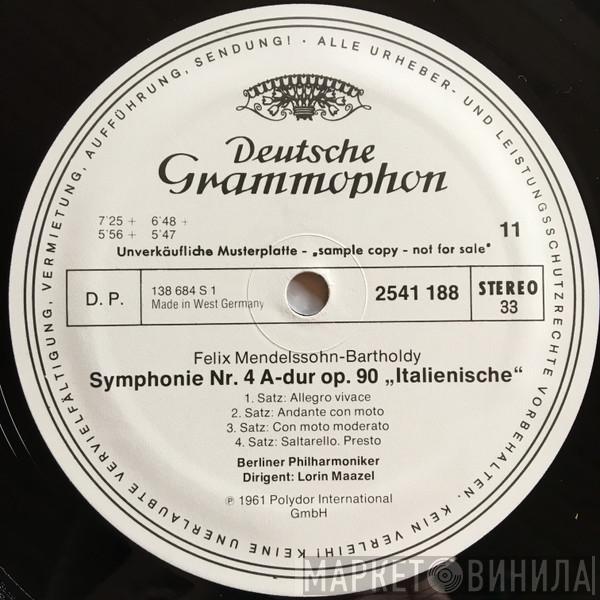 KEINE UNERLAUBTE VERVIELFÄLTIGUNG, VERMIETUNG, AUFFÜHRUNG, SENDUNG! · ALLE URHEBER- UND LEISTUNGSSCHUTZRECHTE VORBEHALTEN. KEIN VERLEIH!
Deutsche
Grammophon
7'25 + 6'48 +
5'56 + 5'47
11
Unverkäufliche Musterplatte - „sample copy - not for sale"
D. P.
138 684 S 1
Made in West Germany
2541 188
STEREO
33
Felix Mendelssohn-Bartholdy
Symphonie Nr. 4 A-dur op. 90 „Italienische“
1. Satz: Allegro vivace
2. Satz: Andante con moto
3. Satz: Con moto moderato
4. Satz: Saltarello. Presto
Berliner Philharmoniker
Dirigent: Lorin Maazel
℗ 1961 Polydor International
GmbH
МАРКЕТ ВИНИЛА